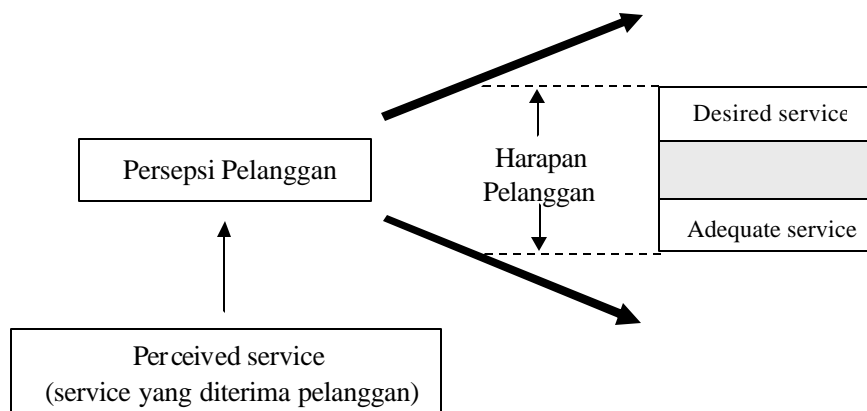 Desired service
Persepsi Pelanggan
Harapan
Pelanggan
Adequate service
Perceived service
(service yang diterima pelanggan)